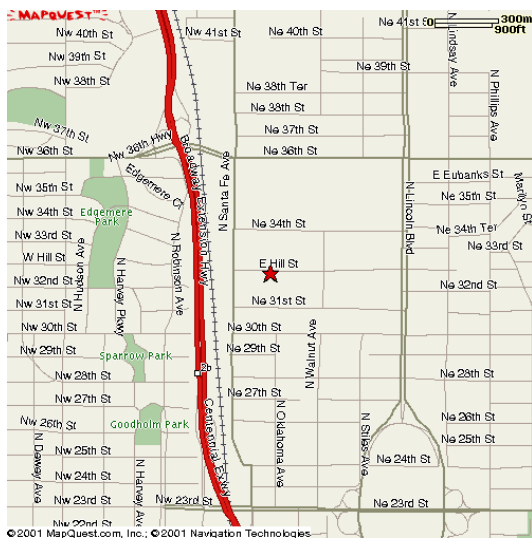 MAPQUEST
Nw 40th St
Nw 41st St
Ne 41st St
0 300m
900ft
Nw 39th St
Nw 38th St
Ne 39th St
N Lindsay Ave
N Phillips Ave
Ne 38th Ter
Ne 38th St
Nw 37th St
Ne 37th St
Nw 36th St
Nw 36th Hwy
Ne 36th St
Broadway Extension Hwy
N Santa Fe Ave
E Eubanks St
Nw 35th St
Edgemere Ct
N Lincoln Blvd
Ne 35th St
Marilyn St
Nw 34th St
Edgemere
Park
Ne 34th St
Ne 34th Ter
Nw 33rd St
Ne 33rd St
W Hill St
E Hill St
N Hudson Ave
N Harvey Pkwy
N Robinson Ave
Nw 32nd St
Ne 32nd St
Nw 31st St
Ne 31st St
Nw 30th St
Ne 30th St
Nw 29th St
Ne 29th St
N Walnut Ave
Sparrow Park
Nw 28th St
Ne 28th St
Nw 27th St
Ne 27th St
Goodholm Park
Centennial Expwy
N Oklahoma Ave
N Stiles Ave
Nw 26th St
Ne 26th St
N Dewey Ave
Nw 25th St
Ne 25th St
Nw 24th St
Ne 24th St
N Harvey Ave
Nw 23rd St
Nw 23rd St
Ne 23rd St
Nw 22nd St
©2001 MapQuest.com, Inc.; ©2001 Navigation Technologies